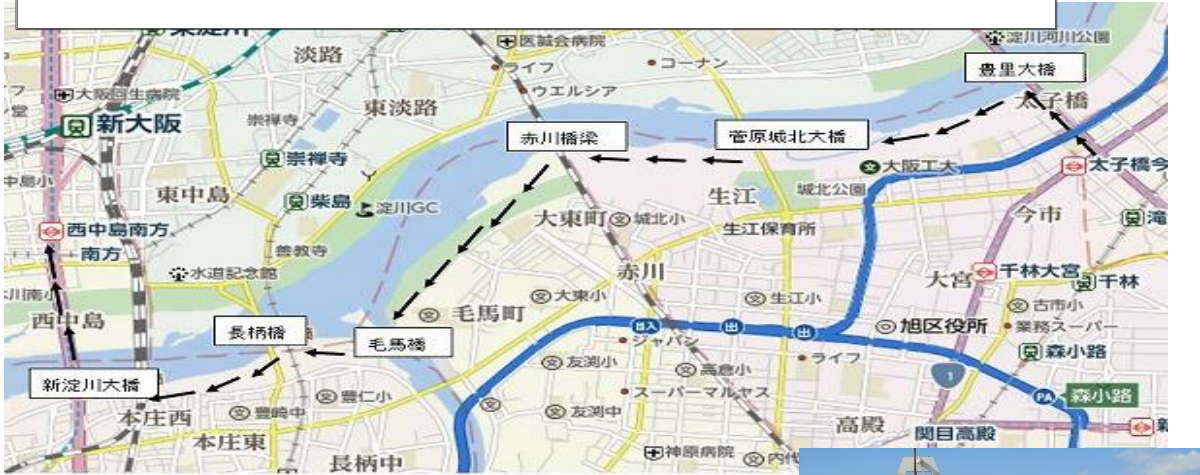 医誠会病院
コーナン
淀川河川公園
淡路
ライフ
豊里大橋
大阪回生病院
ウエルシア
太子橋
東淡路
新大阪
崇禅寺
赤川橋梁
菅原城北大橋
崇禅寺
大阪工大
太子橋今
東中島
柴島
淀川GC
生江
城北公園
大東町
城北小
今市
西中島南方
生江保育所
滝
南方
善教寺
水道記念館
赤川
大宮
千林大宮
千林
大東小
生江小
古市小
西中島
毛馬町
長柄橋
毛馬橋
旭区役所
業務スーパー
ジャパン
入
出
出
友渕小
ライフ
森小路
新淀川大橋
高倉小
1
豊仁小
スーパーマルヤス
PA
森小路
本庄西
豊崎中
友渕中
高殿
関目高殿
本庄東
神原病院
長柄中